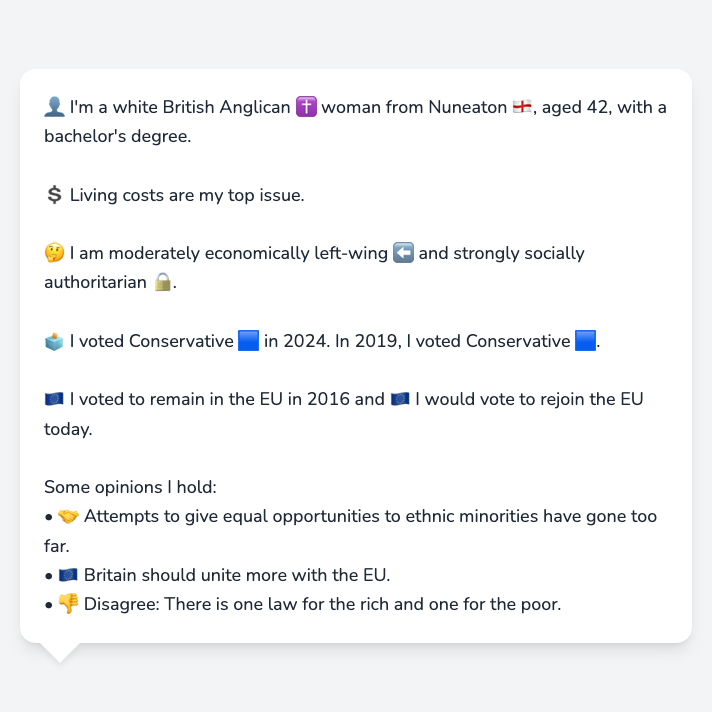 👤 I'm a white British Anglican ✝️ woman from Nuneaton 🏴󠁧󠁢󠁥󠁮󠁧󠁿, aged 42, with a
bachelor's degree.
💲 Living costs are my top issue.
🤔 I am moderately economically left-wing ⬅️ and strongly socially
authoritarian 🔒.
🗳️ I voted Conservative 🟦 in 2024. In 2019, I voted Conservative 🟦.
🇪🇺 I voted to remain in the EU in 2016 and 🇪🇺 I would vote to rejoin the EU
today.
Some opinions I hold:
• 🤝 Attempts to give equal opportunities to ethnic minorities have gone too
far.
• 🇪🇺 Britain should unite more with the EU.
• 👎 Disagree: There is one law for the rich and one for the poor.